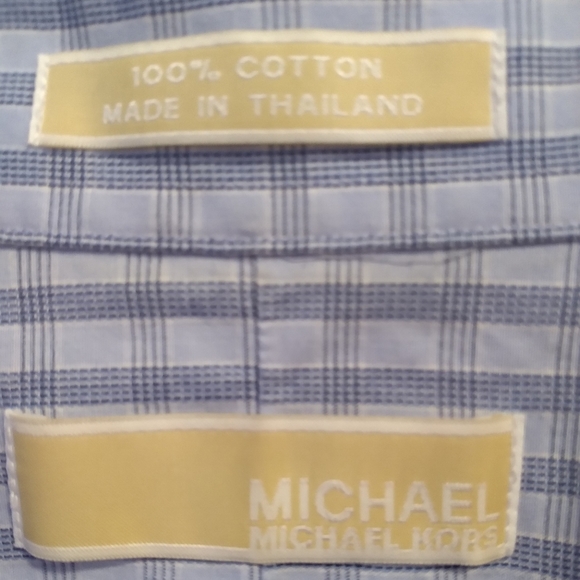 100% COTTON
MADE IN THAILAND
MICHAEL
MICHAEL KORS